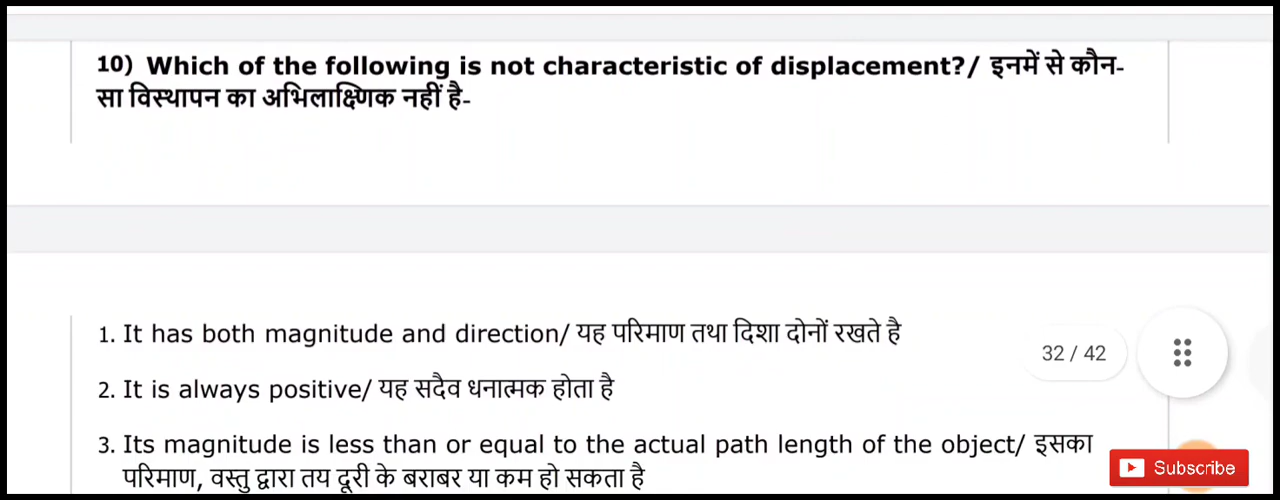 10) Which of the following is not characteristic of displacement?/ इनमें से कौन-
सा विस्थापन का अभिलाक्ष्णिक नहीं है-
1. It has both magnitude and direction/ यह परिमाण तथा दिशा दोनों रखते है
32 / 42
2. It is always positive/ यह सदैव धनात्मक होता है
3. Its magnitude is less than or equal to the actual path length of the object/ इसका
परिमाण, वस्तु द्वारा तय दूरी के बराबर या कम हो सकता है
Subscribe